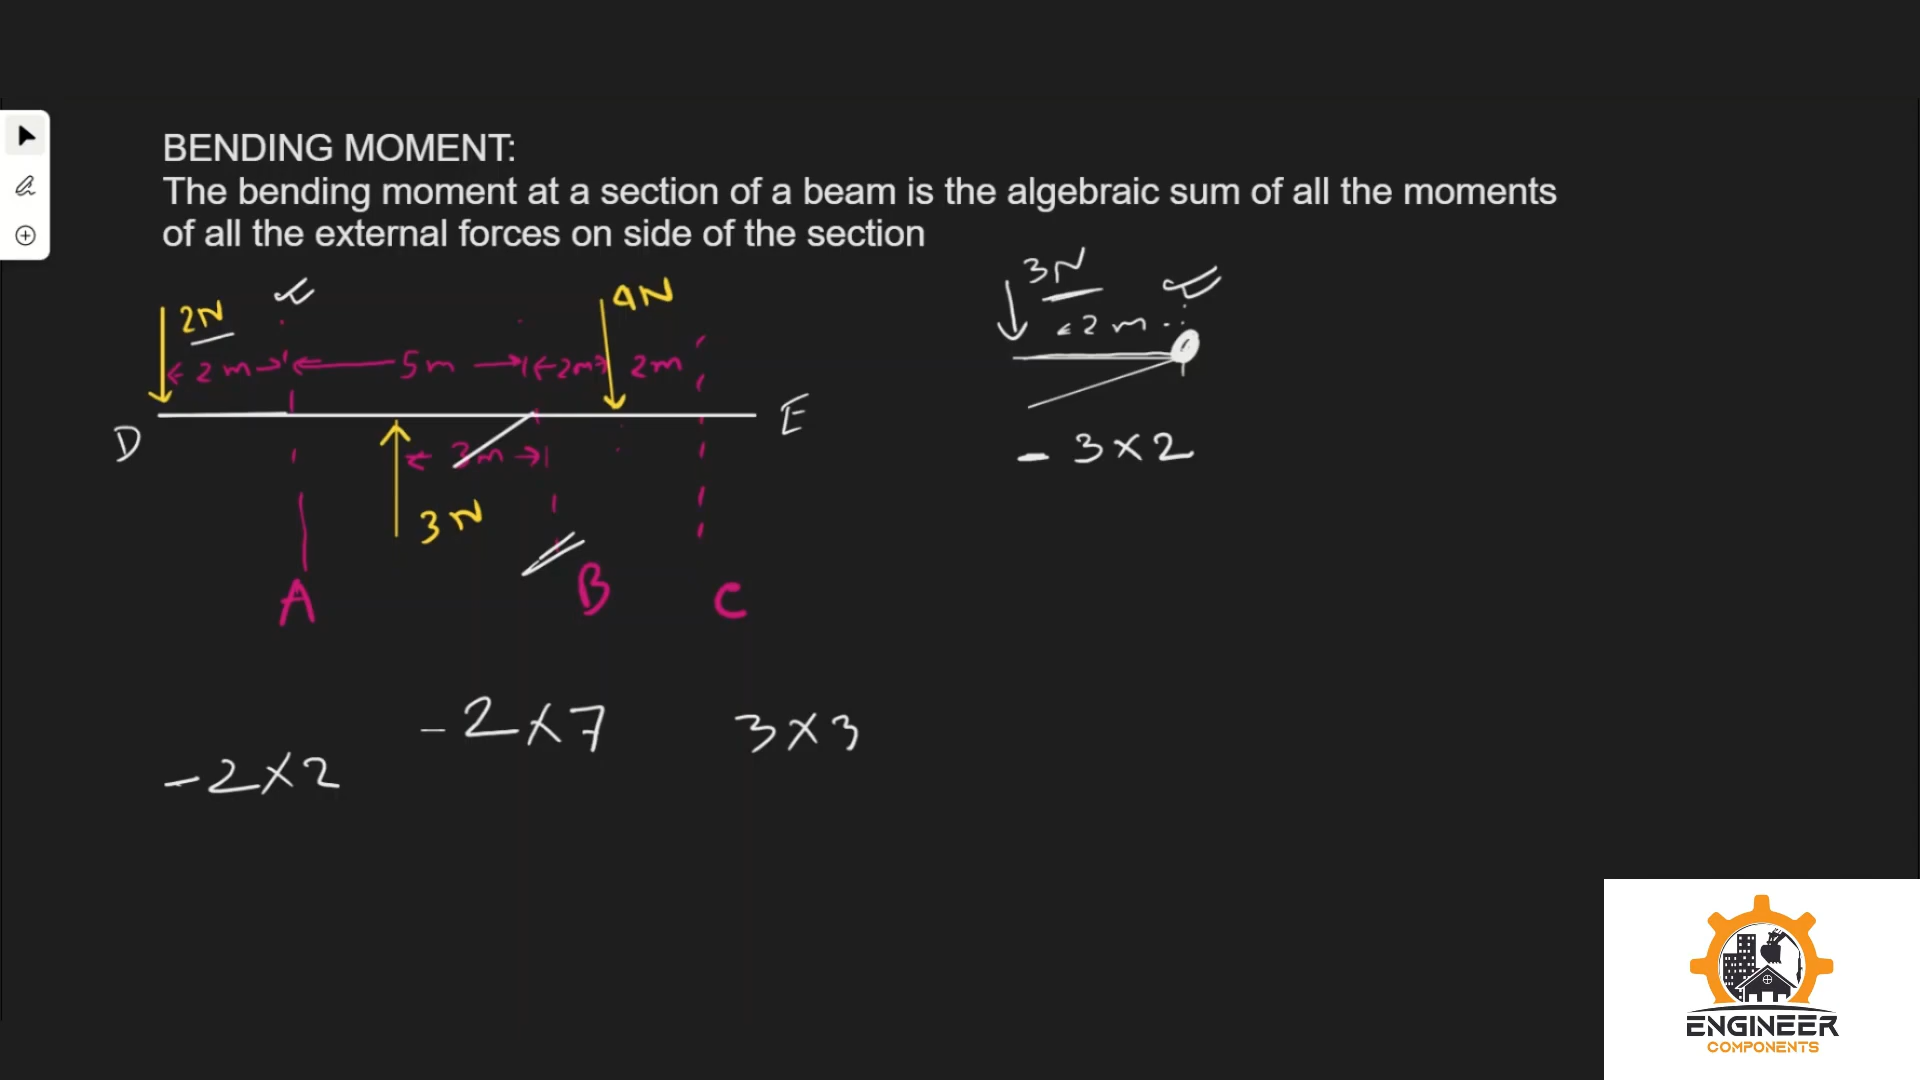 BENDING MOMENT:
The bending moment at a section of a beam is the algebraic sum of all the moments
of all the external forces on side of the section
2N
4N
3N
2m
2m
5m
2m
2m
D
E
3m
- 3×2
3N
A
B
C
-2×7
3×3
-2×2
ENGINEER
COMPONENTS